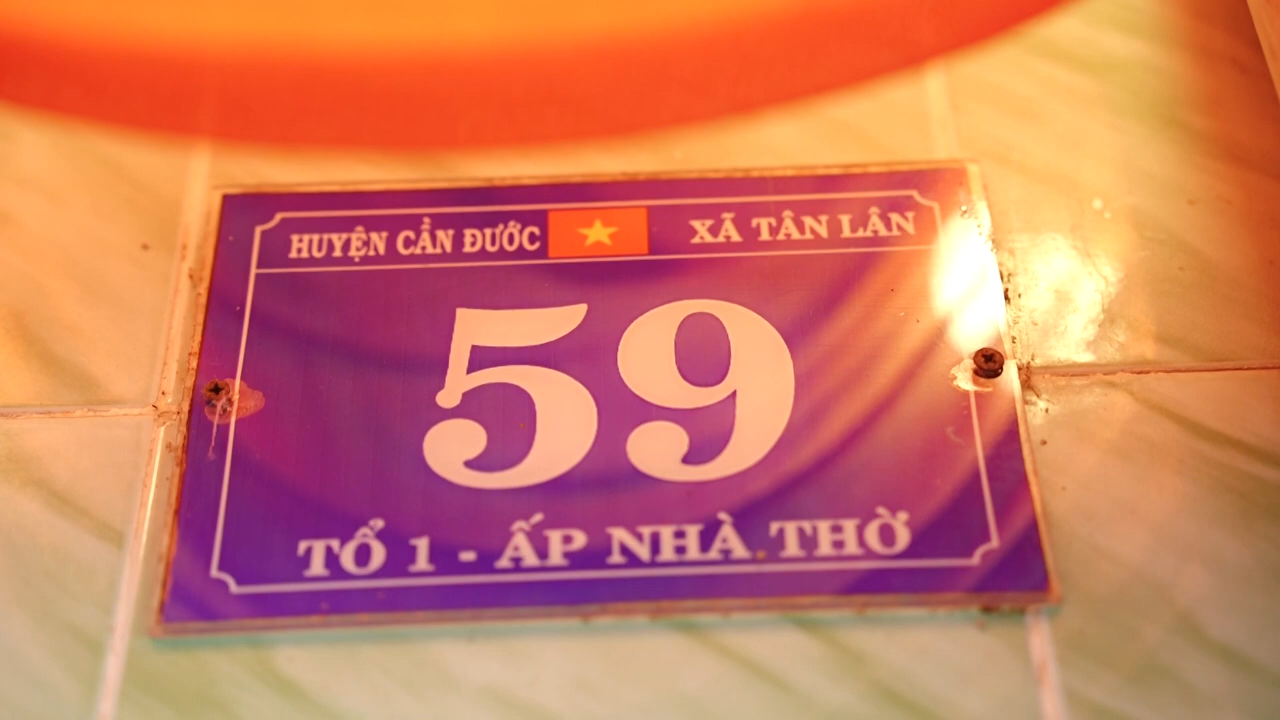 HUYỆN CẦN ĐƯỚC XÃ TÂN LÂN
59
TỔ 1 - ẤP NHÀ THỜ